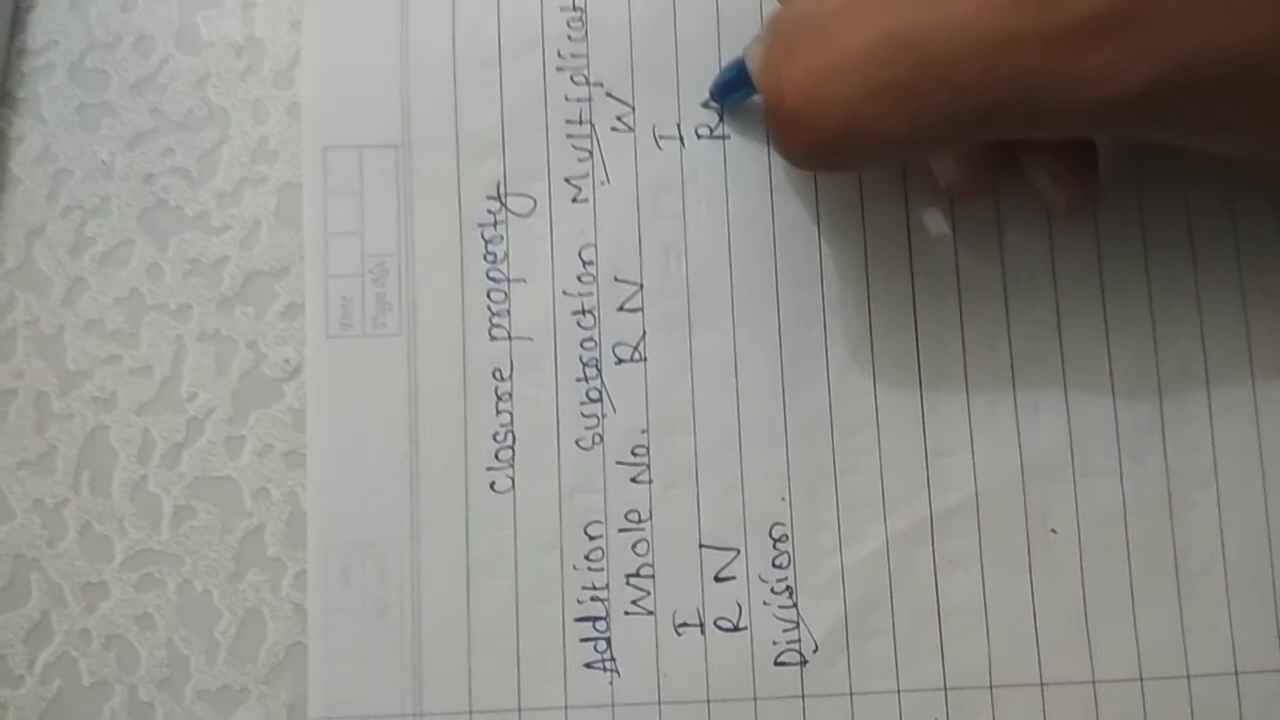 Closure property
Addition Subtraction Multiplicat
Whole No. R N W
I I
R N R
Division.